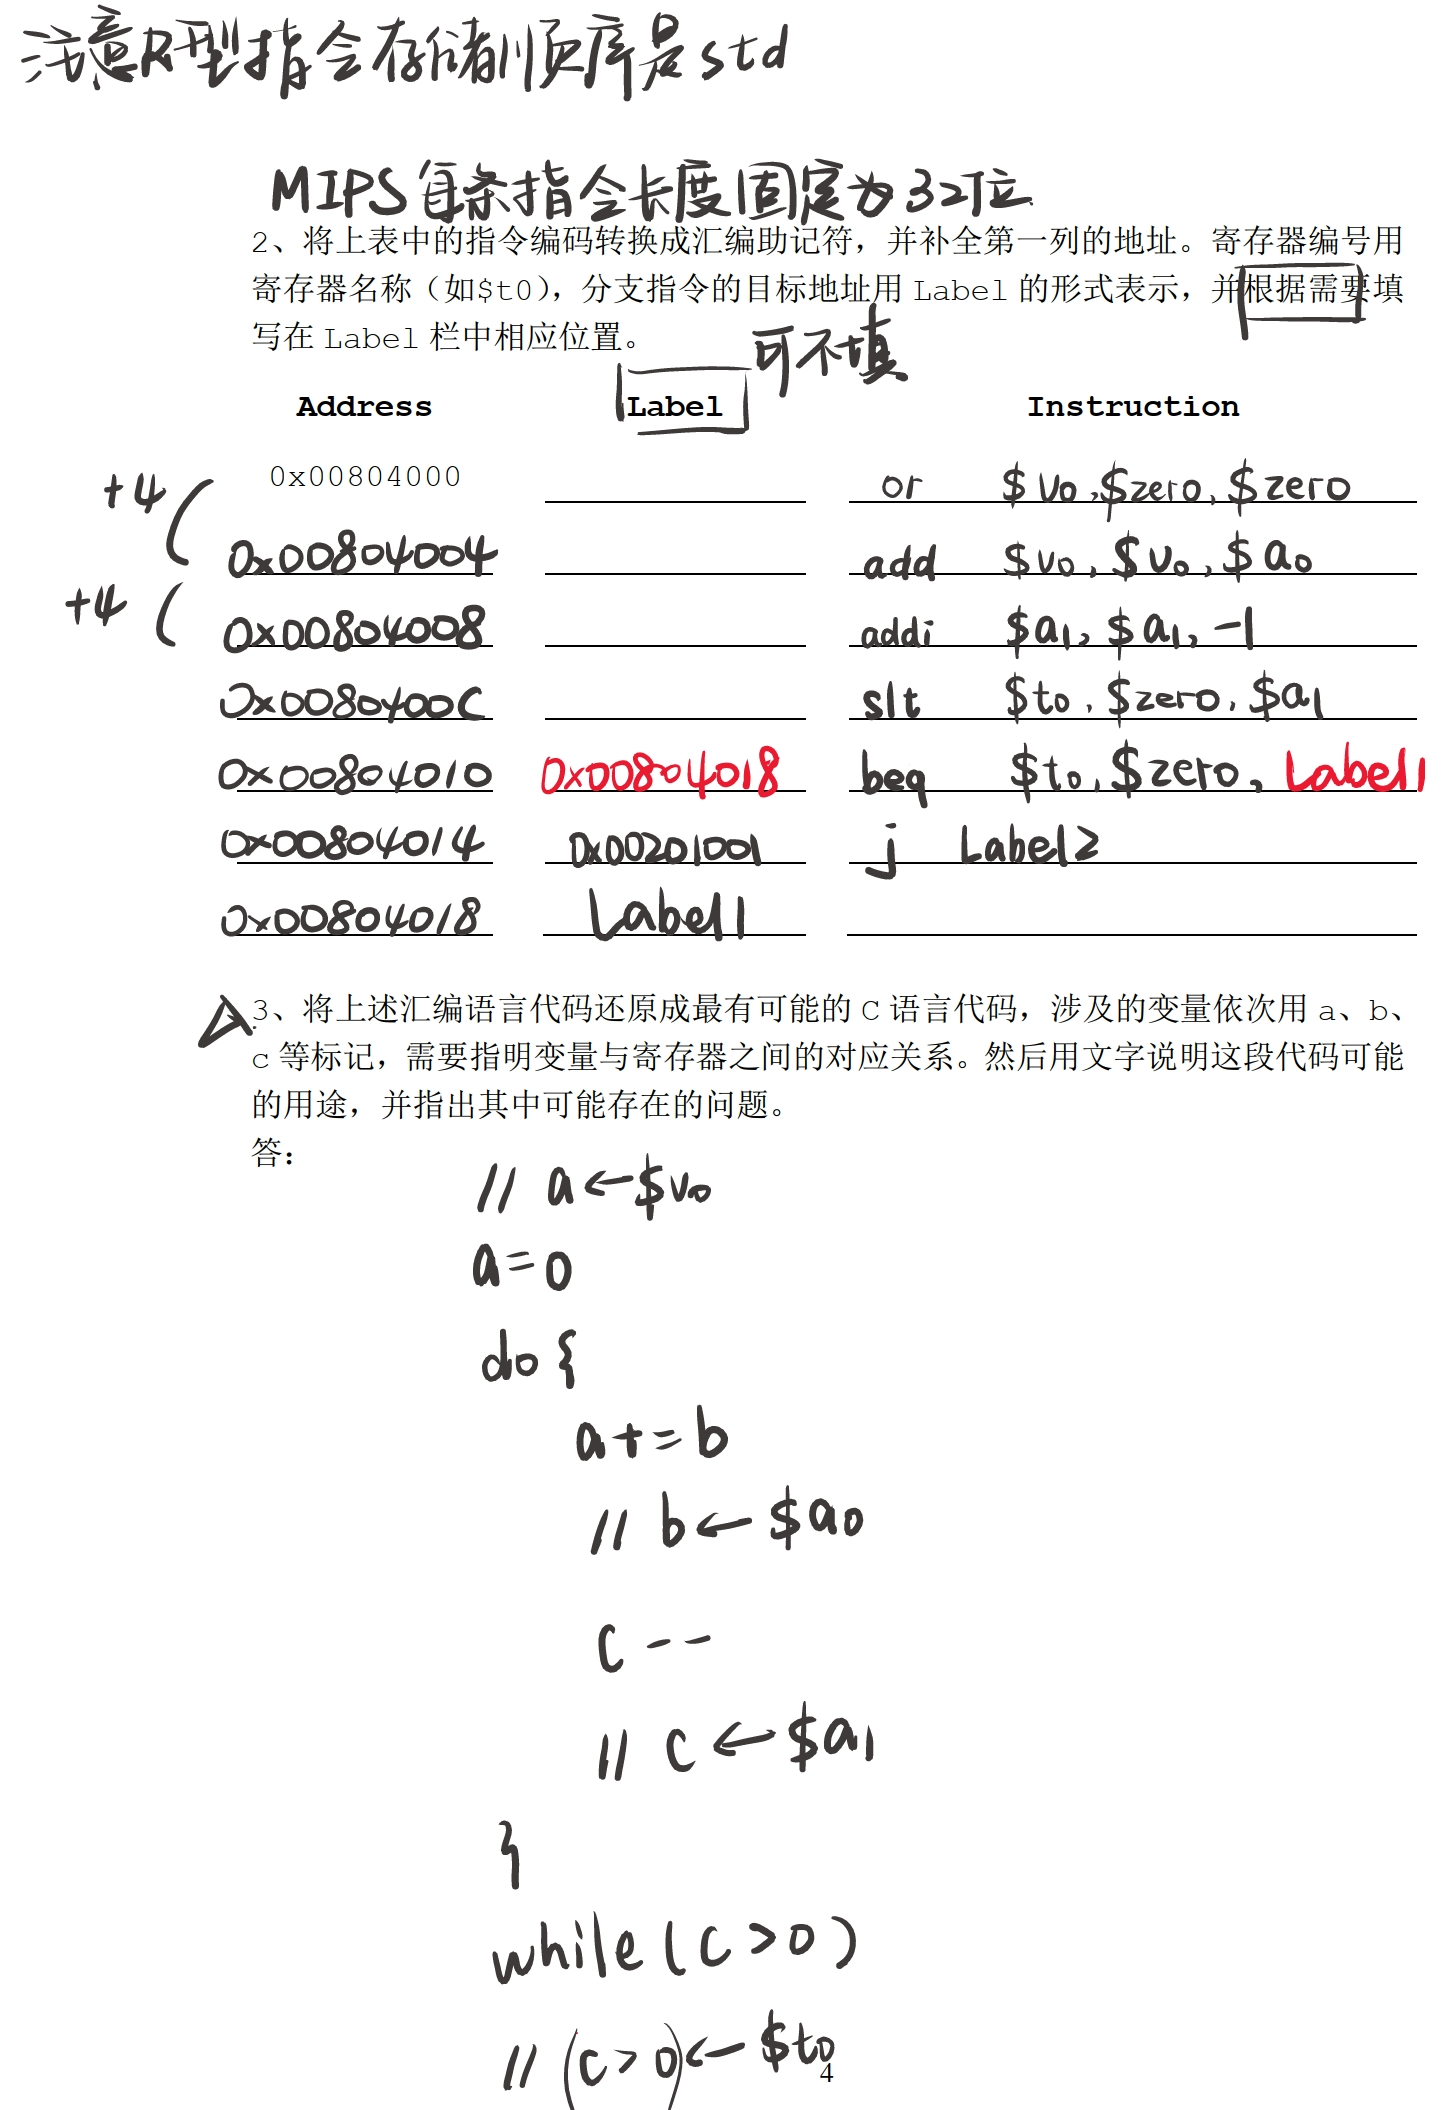 注意R型指令存储顺序是std
MIPS每条指令长度固定为32位
2、将上表中的指令编码转换成汇编助记符，并补全第一列的地址。寄存器编号用
寄存器名称（如$t0），分支指令的目标地址用 Label 的形式表示，并根据需要填
写在 Label 栏中相应位置。
可不填
Address Label Instruction
+4 0x00804000 or $v0,$zero,$zero
0x00804004 add $v0,$v0,$a0
+4 0x00804008 addi $a1,$a1,-1
0x0080400C slt $t0,$zero,$a1
0x00804010 0x00804018 beq $t0,$zero,Label1
0x00804014 0x00201001 j Label2
0x00804018 Label1
3、将上述汇编语言代码还原成最有可能的 C 语言代码，涉及的变量依次用 a、b、
c 等标记，需要指明变量与寄存器之间的对应关系。然后用文字说明这段代码可能
的用途，并指出其中可能存在的问题。
答：
// a←$v0
a=0
do {
a+=b
// b←$a0
c--
// c←$a1
}
while(c>0)
// (c>0)←$t0
4